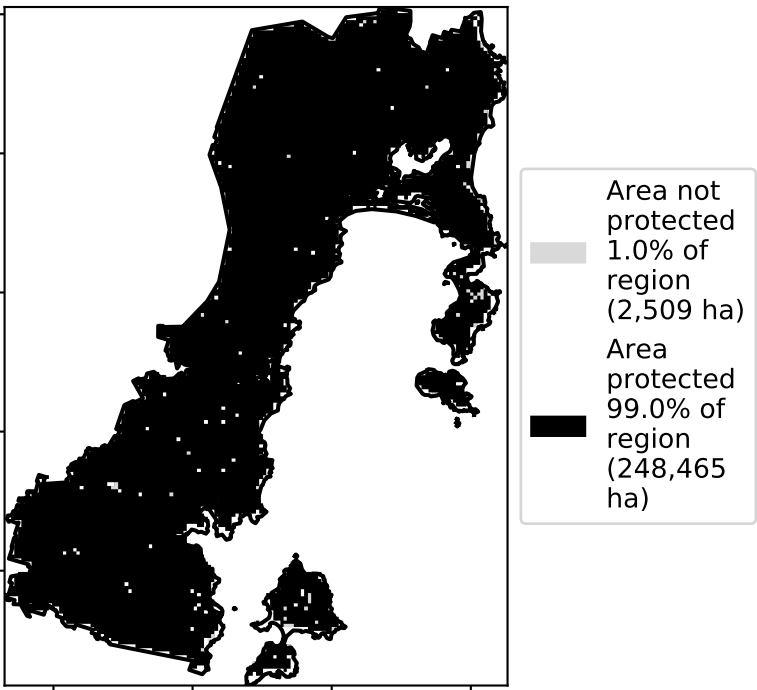 Area not
protected
1.0% of
region
(2,509 ha)
Area
protected
99.0% of
region
(248,465
ha)